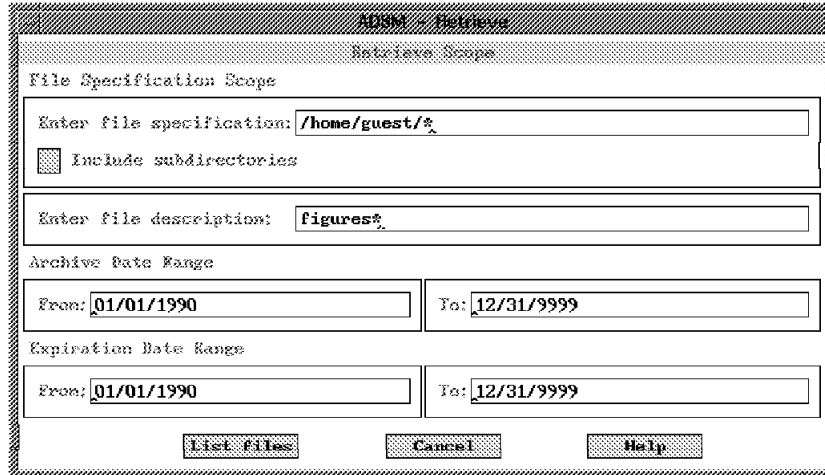 ADSM - Retrieve
Retrieve Scope
File Specification Scope
Enter file specification: /home/guest/*
Include subdirectories
Enter file description: figures*
Archive Date Range
From: 01/01/1990 To: 12/31/9999
Expiration Date Range
From: 01/01/1990 To: 12/31/9999
List files Cancel Help